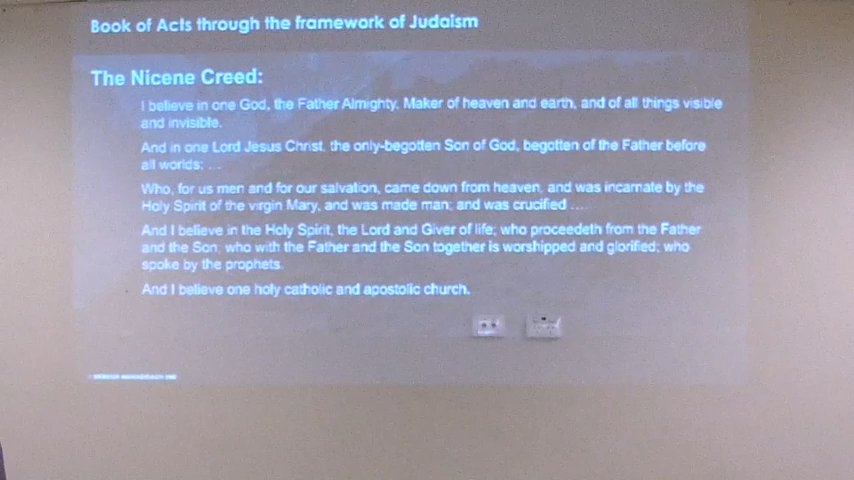 Book of Acts through the framework of Judaism
The Nicene Creed:
I believe in one God, the Father Almighty, Maker of heaven and earth, and of all things visible
and invisible.
And in one Lord Jesus Christ, the only-begotten Son of God, begotten of the Father before
all worlds; ...
Who, for us men and for our salvation, came down from heaven, and was incarnate by the
Holy Spirit of the virgin Mary, and was made man; and was crucified ....
And I believe in the Holy Spirit, the Lord and Giver of life; who proceedeth from the Father
and the Son; who with the Father and the Son together is worshipped and glorified; who
spoke by the prophets.
And I believe one holy catholic and apostolic church.